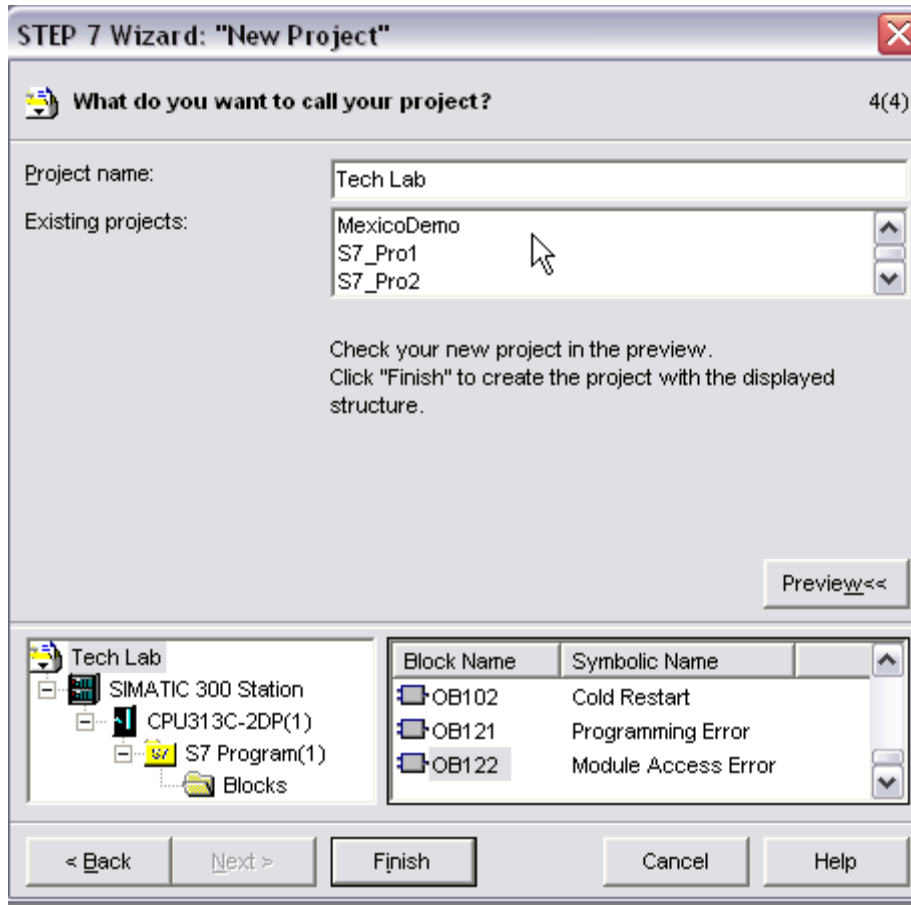 STEP 7 Wizard: "New Project"
What do you want to call your project? 4(4)
Project name: Tech Lab
Existing projects: MexicoDemo
S7_Pro1
S7_Pro2
Check your new project in the preview.
Click "Finish" to create the project with the displayed
structure.
Preview<<
Tech Lab
SIMATIC 300 Station
CPU313C-2DP(1)
S7 Program(1)
Blocks
Block Name Symbolic Name
OB102 Cold Restart
OB121 Programming Error
OB122 Module Access Error
< Back Next > Finish Cancel Help